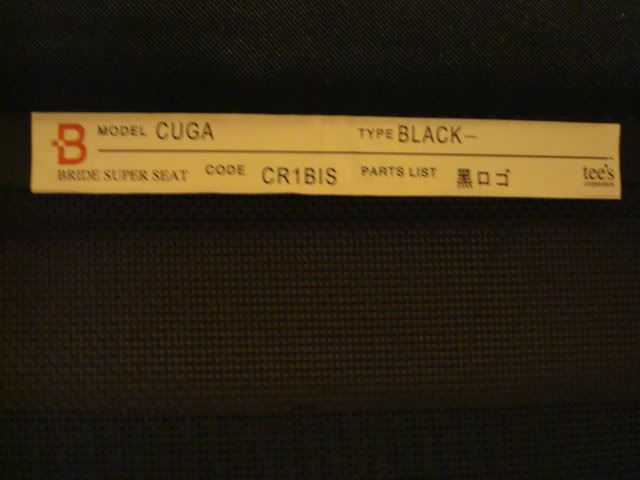 B MODEL CUGA TYPE BLACK–
BRIDE SUPER SEAT CODE CR1BIS PARTS LIST 黒ロゴ tee's